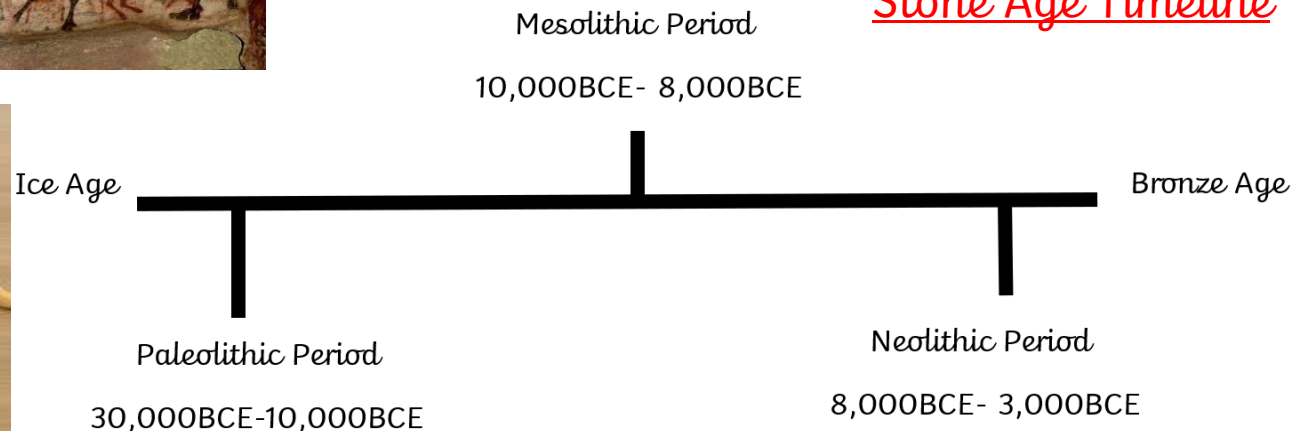 Stone Age Timeline
Mesolithic Period
10,000BCE- 8,000BCE
Ice Age
Bronze Age
Paleolithic Period
30,000BCE-10,000BCE
Neolithic Period
8,000BCE- 3,000BCE